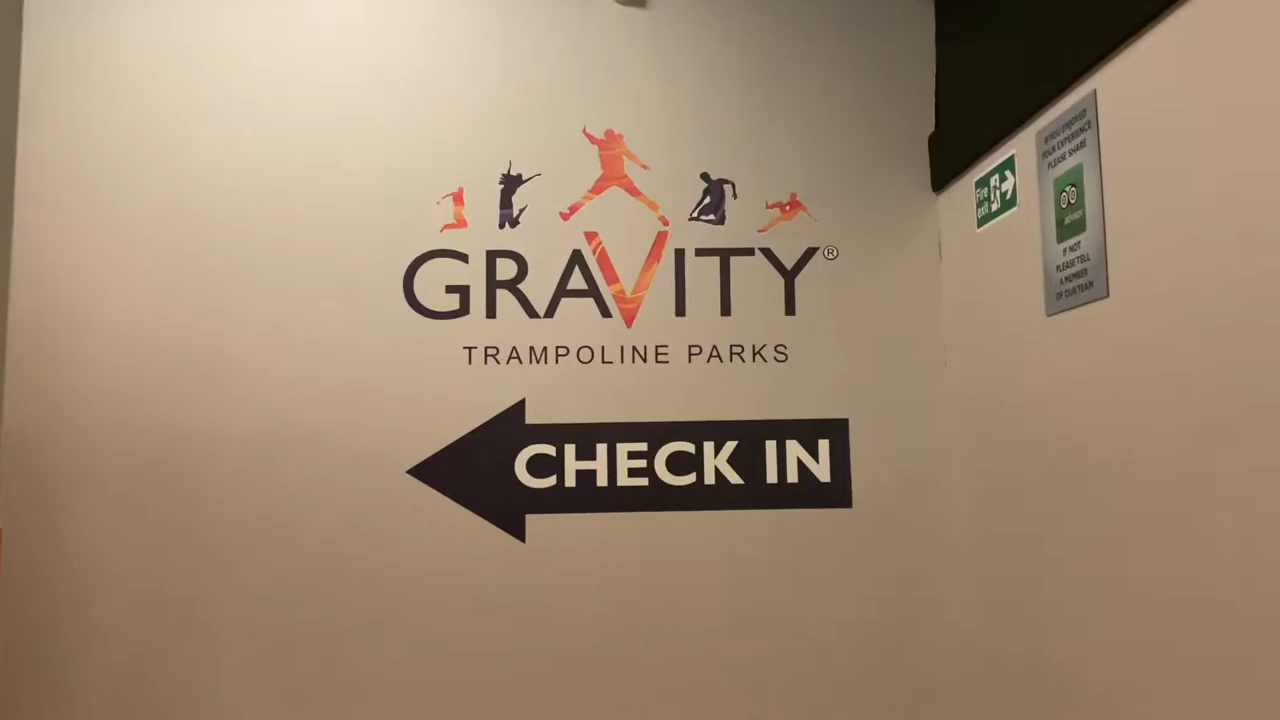 GRAVITY®
TRAMPOLINE PARKS
CHECK IN
Fire
exit
IF YOU ENJOYED
YOUR EXPERIENCE
PLEASE SHARE
advisor
IF NOT
PLEASE TELL
A MEMBER
OF OUR TEAM